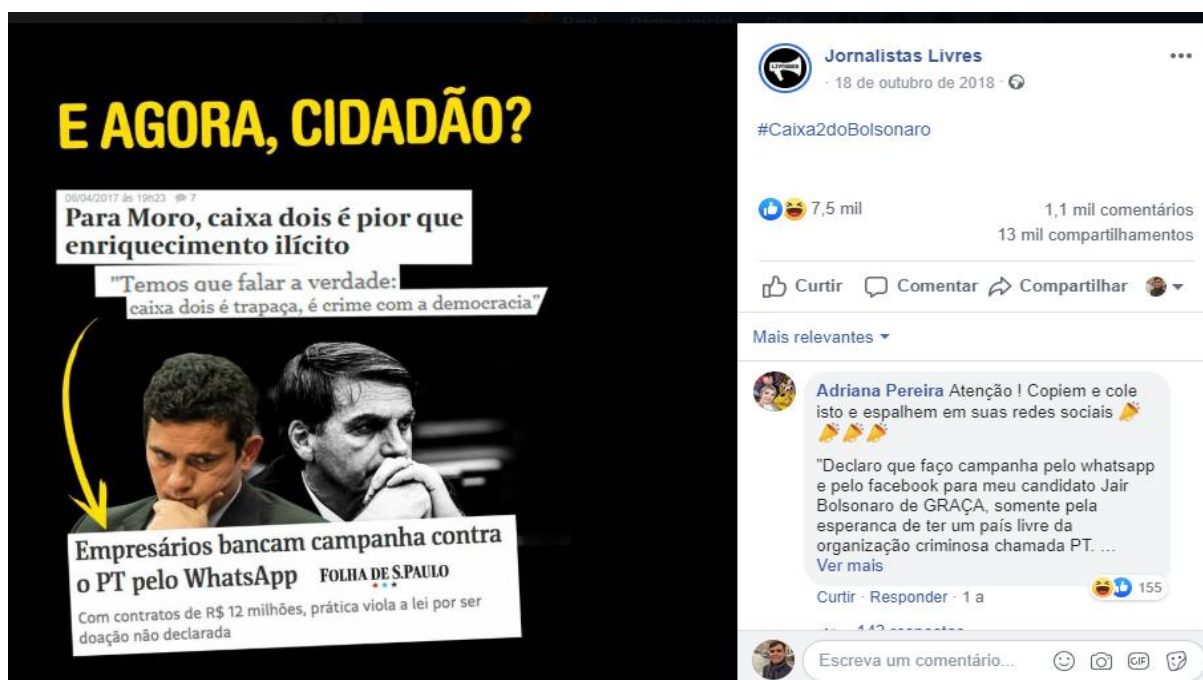 E AGORA, CIDADÃO?
08/04/2017 às 19h23 7
Para Moro, caixa dois é pior que
enriquecimento ilícito
"Temos que falar a verdade:
caixa dois é trapaça, é crime com a democracia"
Empresários bancam campanha contra
o PT pelo WhatsApp FOLHA DE S.PAULO
Com contratos de R$ 12 milhões, prática viola a lei por ser
doação não declarada
Jornalistas Livres
· 18 de outubro de 2018 ·
#Caixa2doBolsonaro
7,5 mil
1,1 mil comentários
13 mil compartilhamentos
Curtir Comentar Compartilhar
Mais relevantes
Adriana Pereira Atenção ! Copiem e cole
isto e espalhem em suas redes sociais
"Declaro que faço campanha pelo whatsapp
e pelo facebook para meu candidato Jair
Bolsonaro de GRAÇA, somente pela
esperanca de ter um país livre da
organização criminosa chamada PT. ...
Ver mais
Curtir · Responder · 1 a
155
Escreva um comentário...
GIF